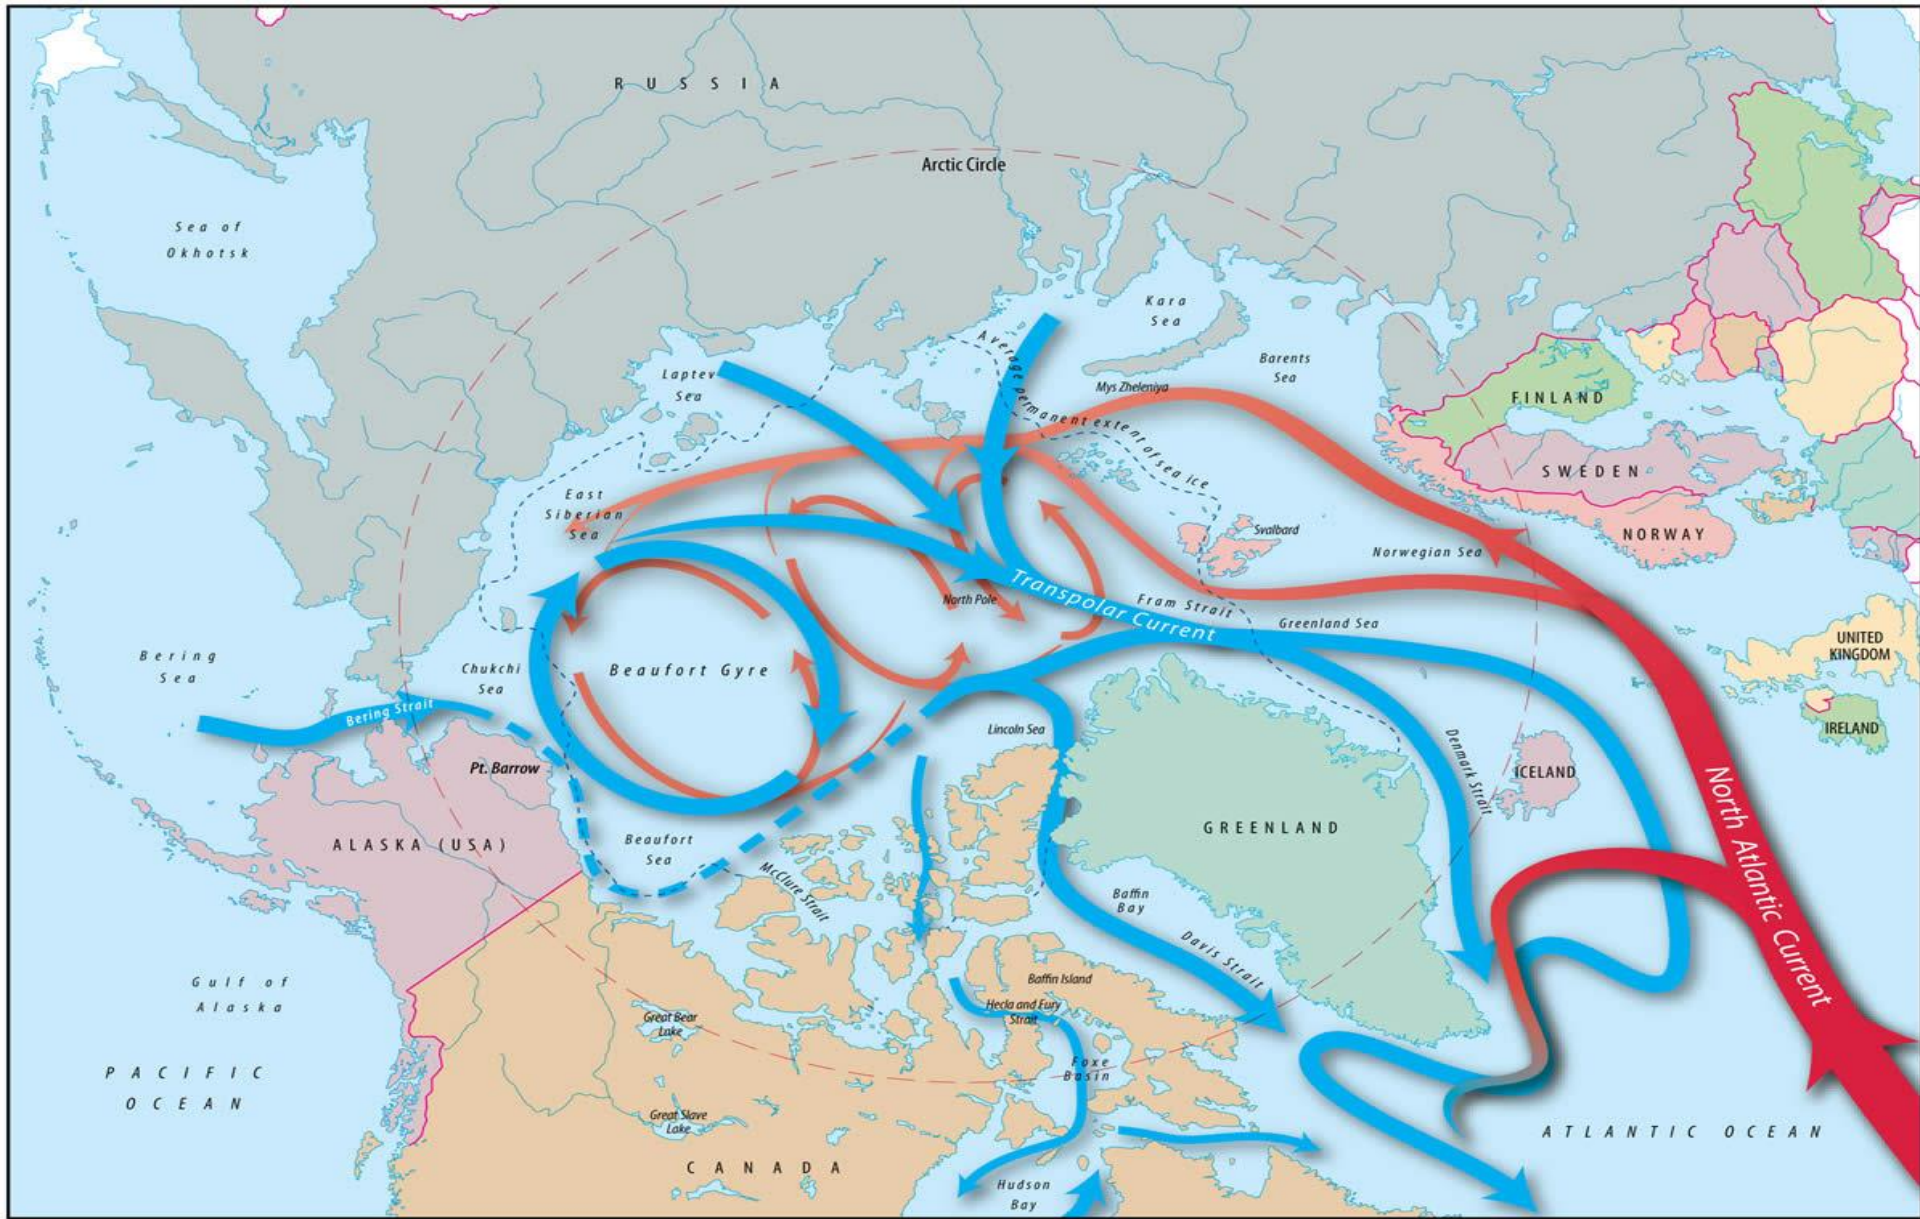 RUSSIA
Arctic Circle
Sea of
Okhotsk
Kara
Sea
Average permanent extent of sea ice
Barents
Sea
Laptev
Sea
Mys Zheleniya
FINLAND
SWEDEN
East
Siberian
Sea
Svalbard
NORWAY
Norwegian Sea
North Pole
Transpolar Current
Fram Strait
Greenland Sea
UNITED
KINGDOM
Bering
Sea
Chukchi
Sea
Beaufort Gyre
Bering Strait
Lincoln Sea
IRELAND
Pt. Barrow
Denmark Strait
ICELAND
North Atlantic Current
ALASKA (USA)
Beaufort
Sea
GREENLAND
McClure Strait
Baffin
Bay
Davis Strait
Gulf of
Alaska
Baffin Island
Hecla and Fury
Strait
Great Bear
Lake
Foxe
Basin
PACIFIC
OCEAN
Great Slave
Lake
ATLANTIC OCEAN
CANADA
Hudson
Bay